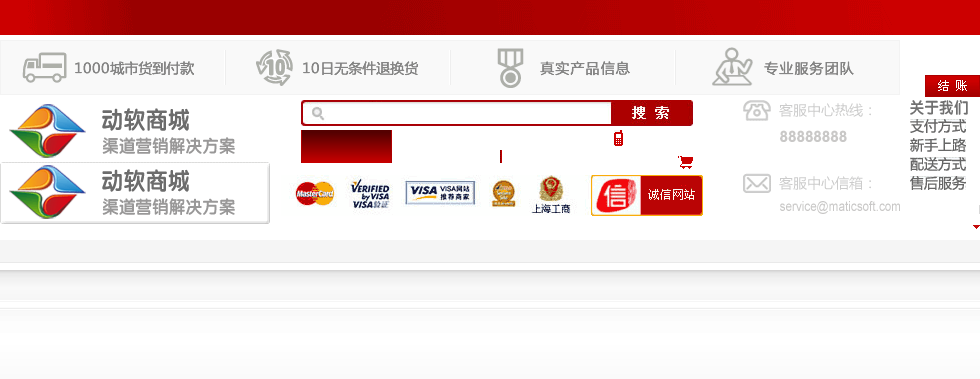 1000城市货到付款
10日无条件退换货
真实产品信息
专业服务团队
结 账
动软商城
渠道营销解决方案
搜 索
客服中心热线：
88888888
关于我们
支付方式
新手上路
配送方式
售后服务
动软商城
渠道营销解决方案
MasterCard
VERIFIED
by VISA
VISA验证
VISA VISA网站
推荐商家
上海工商
信 诚信网站
客服中心信箱：
service@maticsoft.com